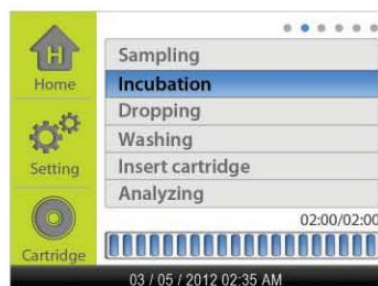 H
Home
Setting
Cartridge
Sampling
Incubation
Dropping
Washing
Insert cartridge
Analyzing
02:00/02:00
03 / 05 / 2012 02:35 AM